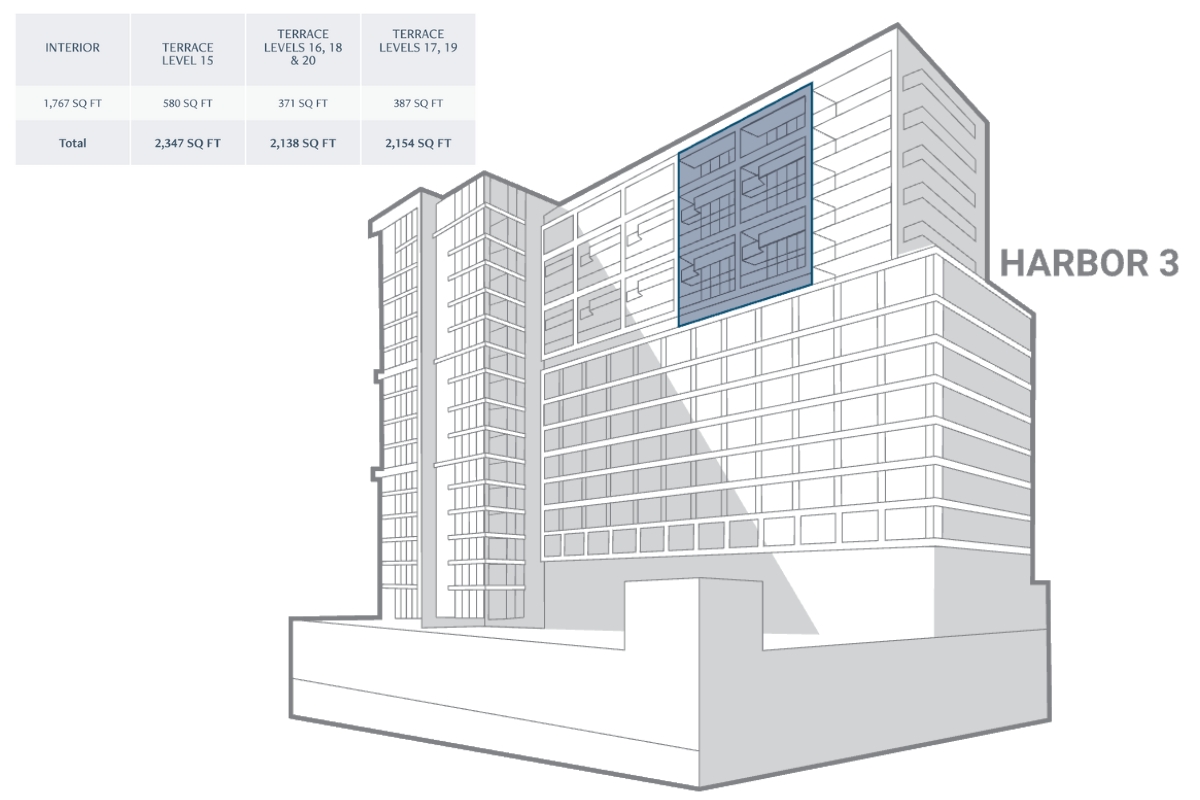 INTERIOR
TERRACE
LEVEL 15
TERRACE
LEVELS 16, 18
& 20
TERRACE
LEVELS 17, 19
1,767 SQ FT
580 SQ FT
371 SQ FT
387 SQ FT
Total
2,347 SQ FT
2,138 SQ FT
2,154 SQ FT
HARBOR 3